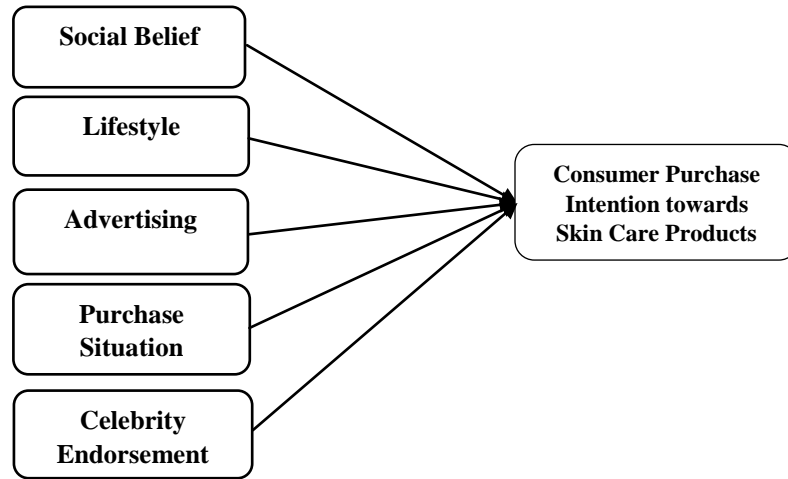 Social Belief
Lifestyle
Advertising
Purchase
Situation
Celebrity
Endorsement
Consumer Purchase
Intention towards
Skin Care Products